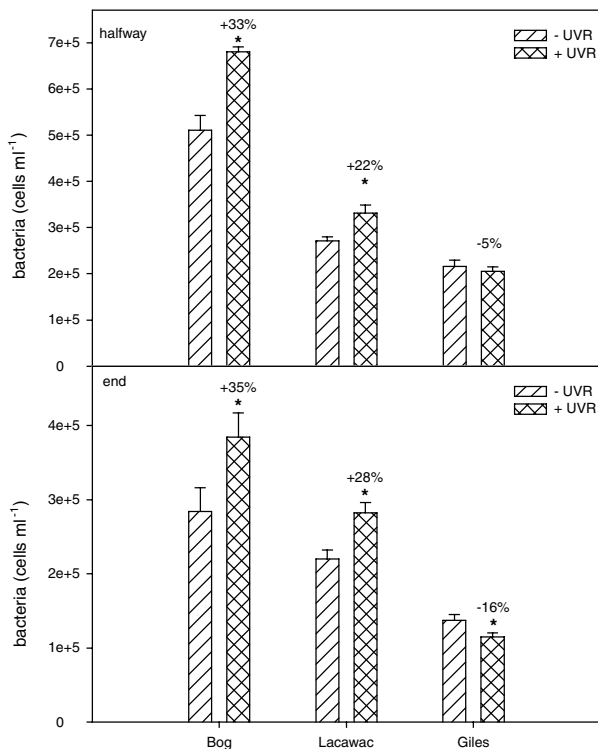 halfway
- UVR
+ UVR
+33%
*
+22%
*
-5%
7e+5
6e+5
5e+5
4e+5
3e+5
2e+5
1e+5
0
bacteria (cells ml⁻¹)
end
- UVR
+ UVR
+35%
*
+28%
*
-16%
*
4e+5
3e+5
2e+5
1e+5
0
bacteria (cells ml⁻¹)
Bog Lacawac Giles